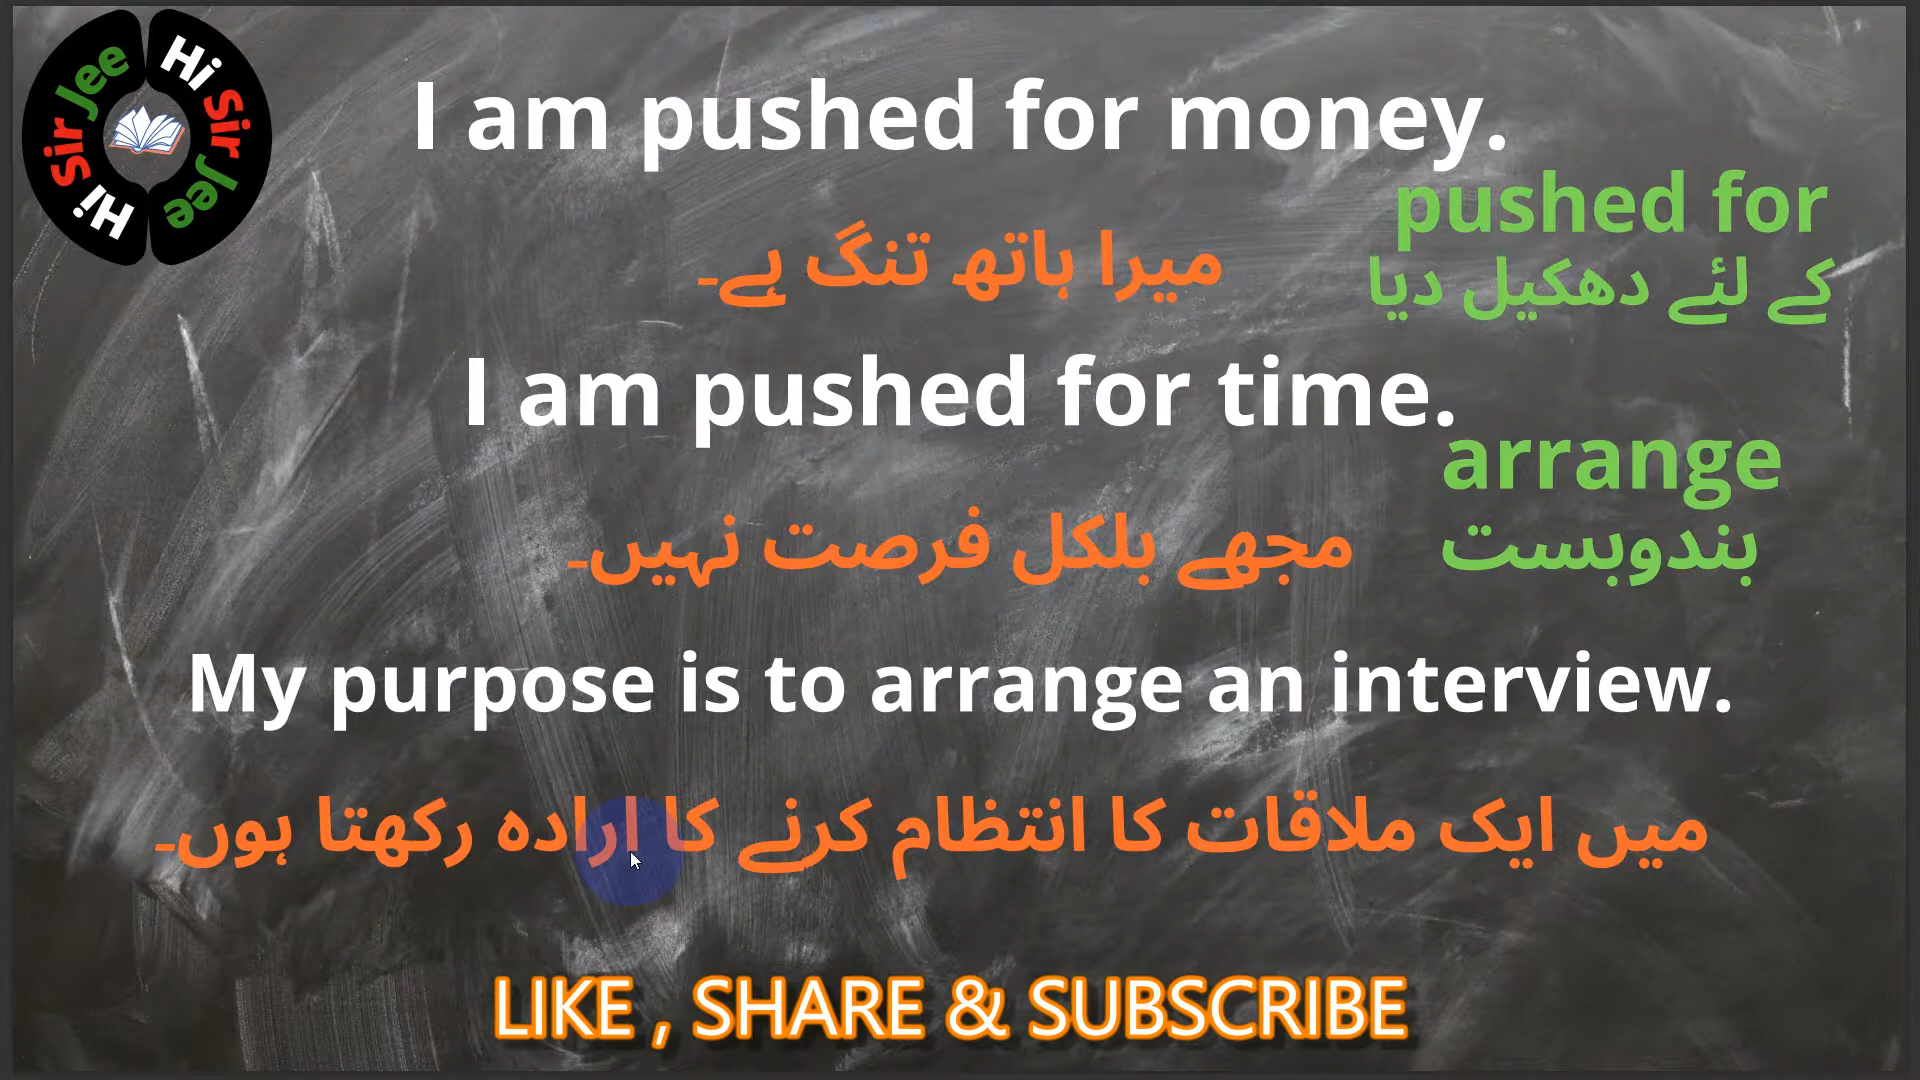 Hi Sir Jee
Hi Sir Jee
I am pushed for money.
pushed for
میرا ہاتھ تنگ ہے۔
کے لئے دھکیل دیا
I am pushed for time.
arrange
مجھے بلکل فرصت نہیں۔
بندوبست
My purpose is to arrange an interview.
میں ایک ملاقات کا انتظام کرنے کا ارادہ رکھتا ہوں۔
LIKE , SHARE & SUBSCRIBE